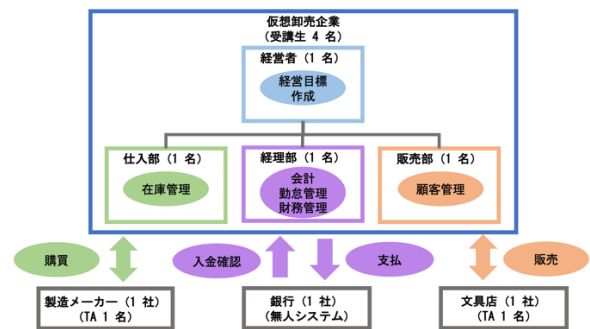 仮想卸売企業
(受講生 4 名)
経営者(1 名)
経営目標
作成
仕入部(1 名)
在庫管理
経理部(1 名)
会計
勤怠管理
財務管理
販売部(1 名)
顧客管理
購買
入金確認
支払
販売
製造メーカー(1 社)
(TA 1 名)
銀行(1 社)
(無人システム)
文具店(1 社)
(TA 1 名)